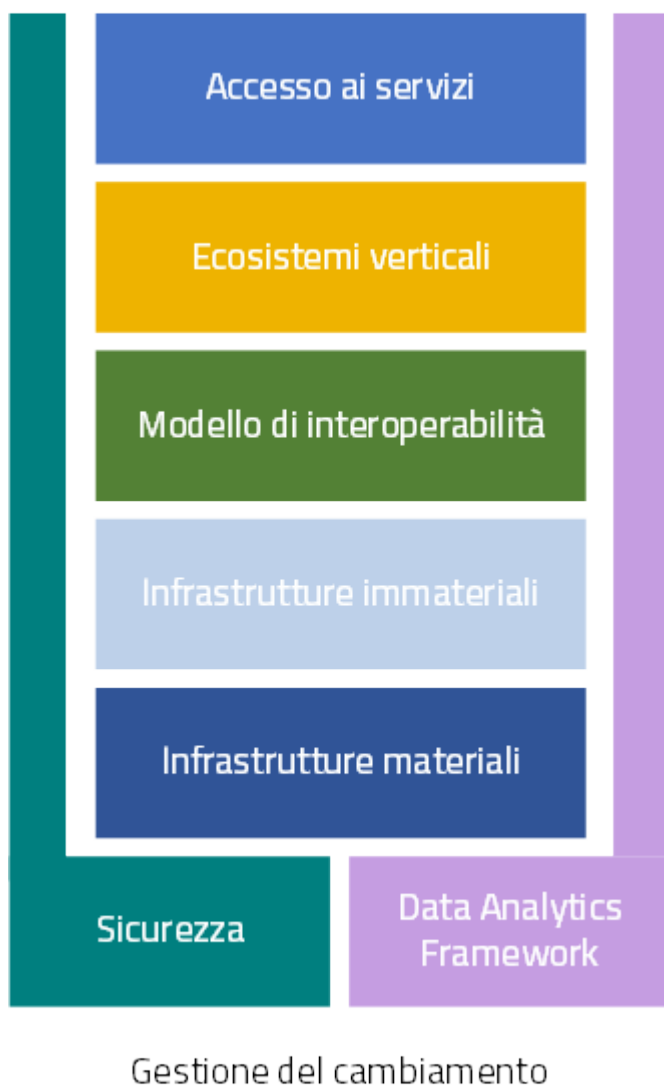 Accesso ai servizi
Ecosistemi verticali
Modello di interoperabilità
Infrastrutture immateriali
Infrastrutture materiali
Sicurezza
Data Analytics
Framework
Gestione del cambiamento